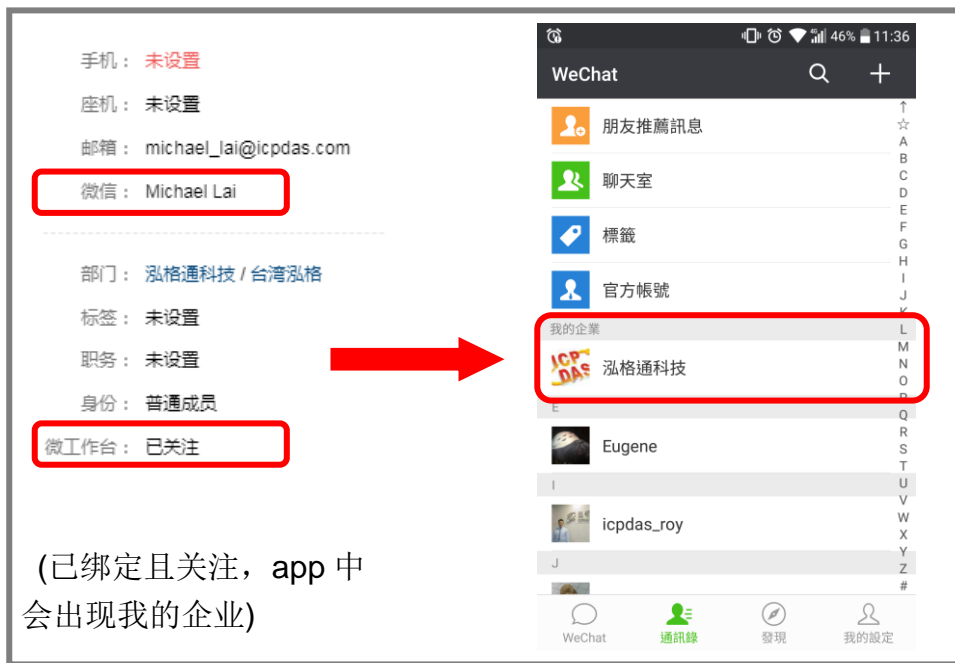 手机： 未设置
座机： 未设置
邮箱： michael_lai@icpdas.com
微信： Michael Lai
部门： 泓格通科技 / 台湾泓格
标签： 未设置
职务： 未设置
身份： 普通成员
微工作台： 已关注
(已绑定且关注，app 中
会出现我的企业)
46% 11:36
WeChat
朋友推薦訊息
聊天室
標籤
官方帳號
我的企業
ICP DAS
泓格通科技
E
Eugene
I
icpdas_roy
J
↑
☆
A
B
C
D
E
F
G
H
I
J
K
L
M
N
O
P
Q
R
S
T
U
V
W
X
Y
Z
#
WeChat 通訊錄 發現 我的設定